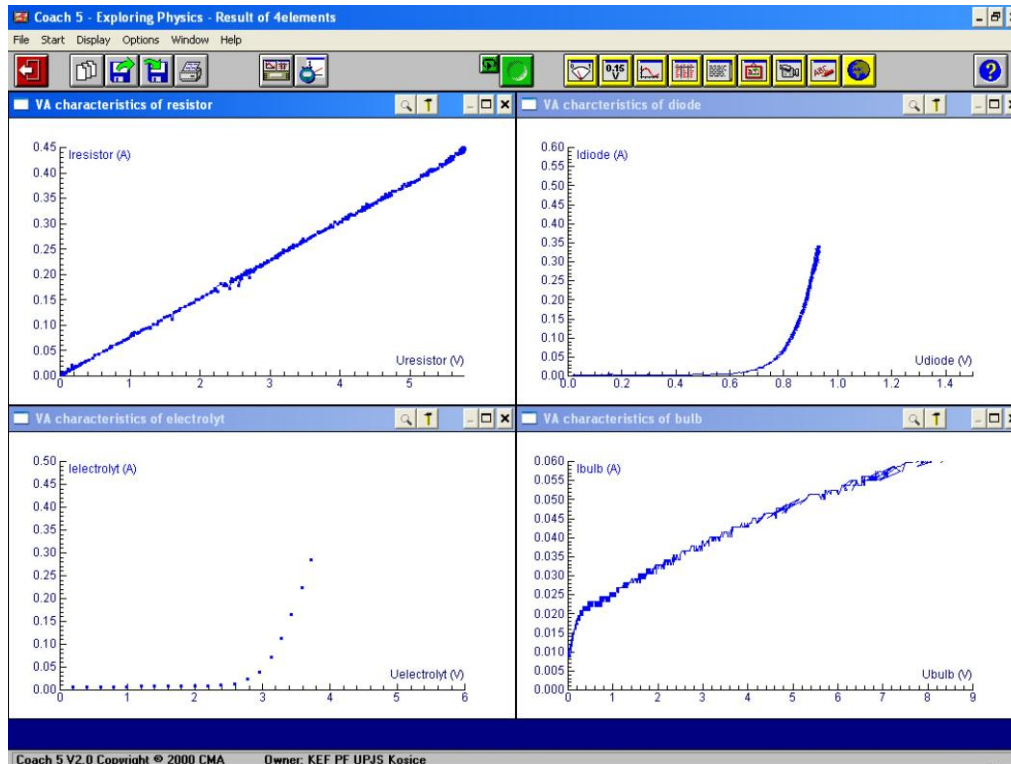 Coach 5 - Exploring Physics - Result of 4elements
File Start Display Options Window Help
0.15
V
?
VA characteristics of resistor
0.45
Iresistor (A)
0.40
0.35
0.30
0.25
0.20
0.15
0.10
0.05
0.00
Uresistor (V)
0 1 2 3 4 5
VA charcteristics of diode
0.60
Idiode (A)
0.55
0.50
0.45
0.40
0.35
0.30
0.25
0.20
0.15
0.10
0.05
0.00
Udiode (V)
0.0 0.2 0.4 0.6 0.8 1.0 1.2 1.4
VA characteristics of electrolyt
0.50
Ielectrolyt (A)
0.45
0.40
0.35
0.30
0.25
0.20
0.15
0.10
0.05
0.00
Uelectrolyt (V)
0 1 2 3 4 5 6
VA characteristics of bulb
0.060
Ibulb (A)
0.055
0.050
0.045
0.040
0.035
0.030
0.025
0.020
0.015
0.010
0.005
0.000
Ubulb (V)
0 1 2 3 4 5 6 7 8 9
Coach 5 V2.0 Copyright © 2000 CMA Owner: KEF PF UPJS Kosice